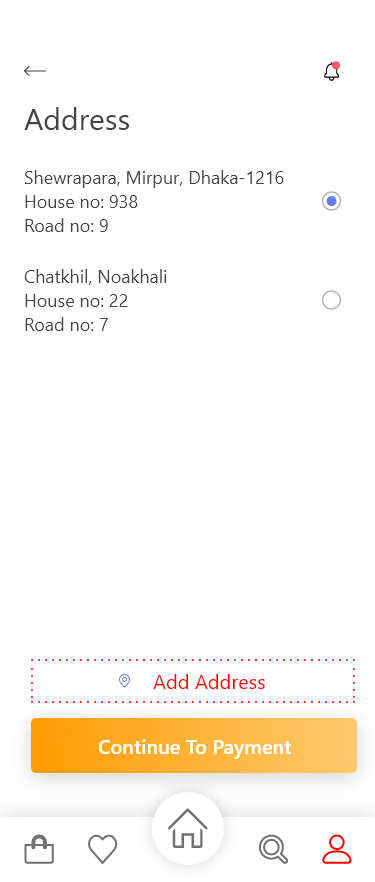 Address
Shewrapara, Mirpur, Dhaka-1216
House no: 938
Road no: 9
Chatkhil, Noakhali
House no: 22
Road no: 7
Add Address
Continue To Payment